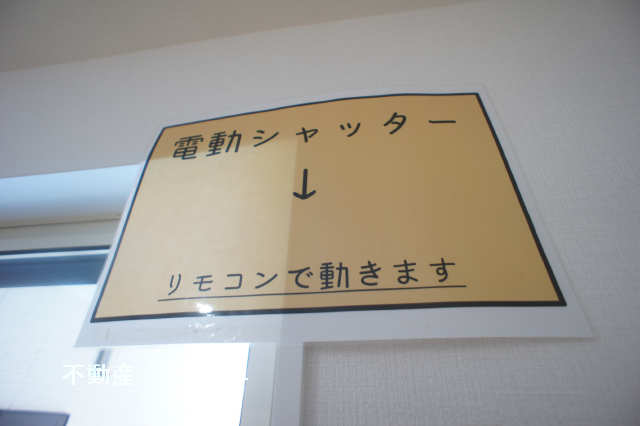 電動シャッター
↓
リモコンで動きます
不動産